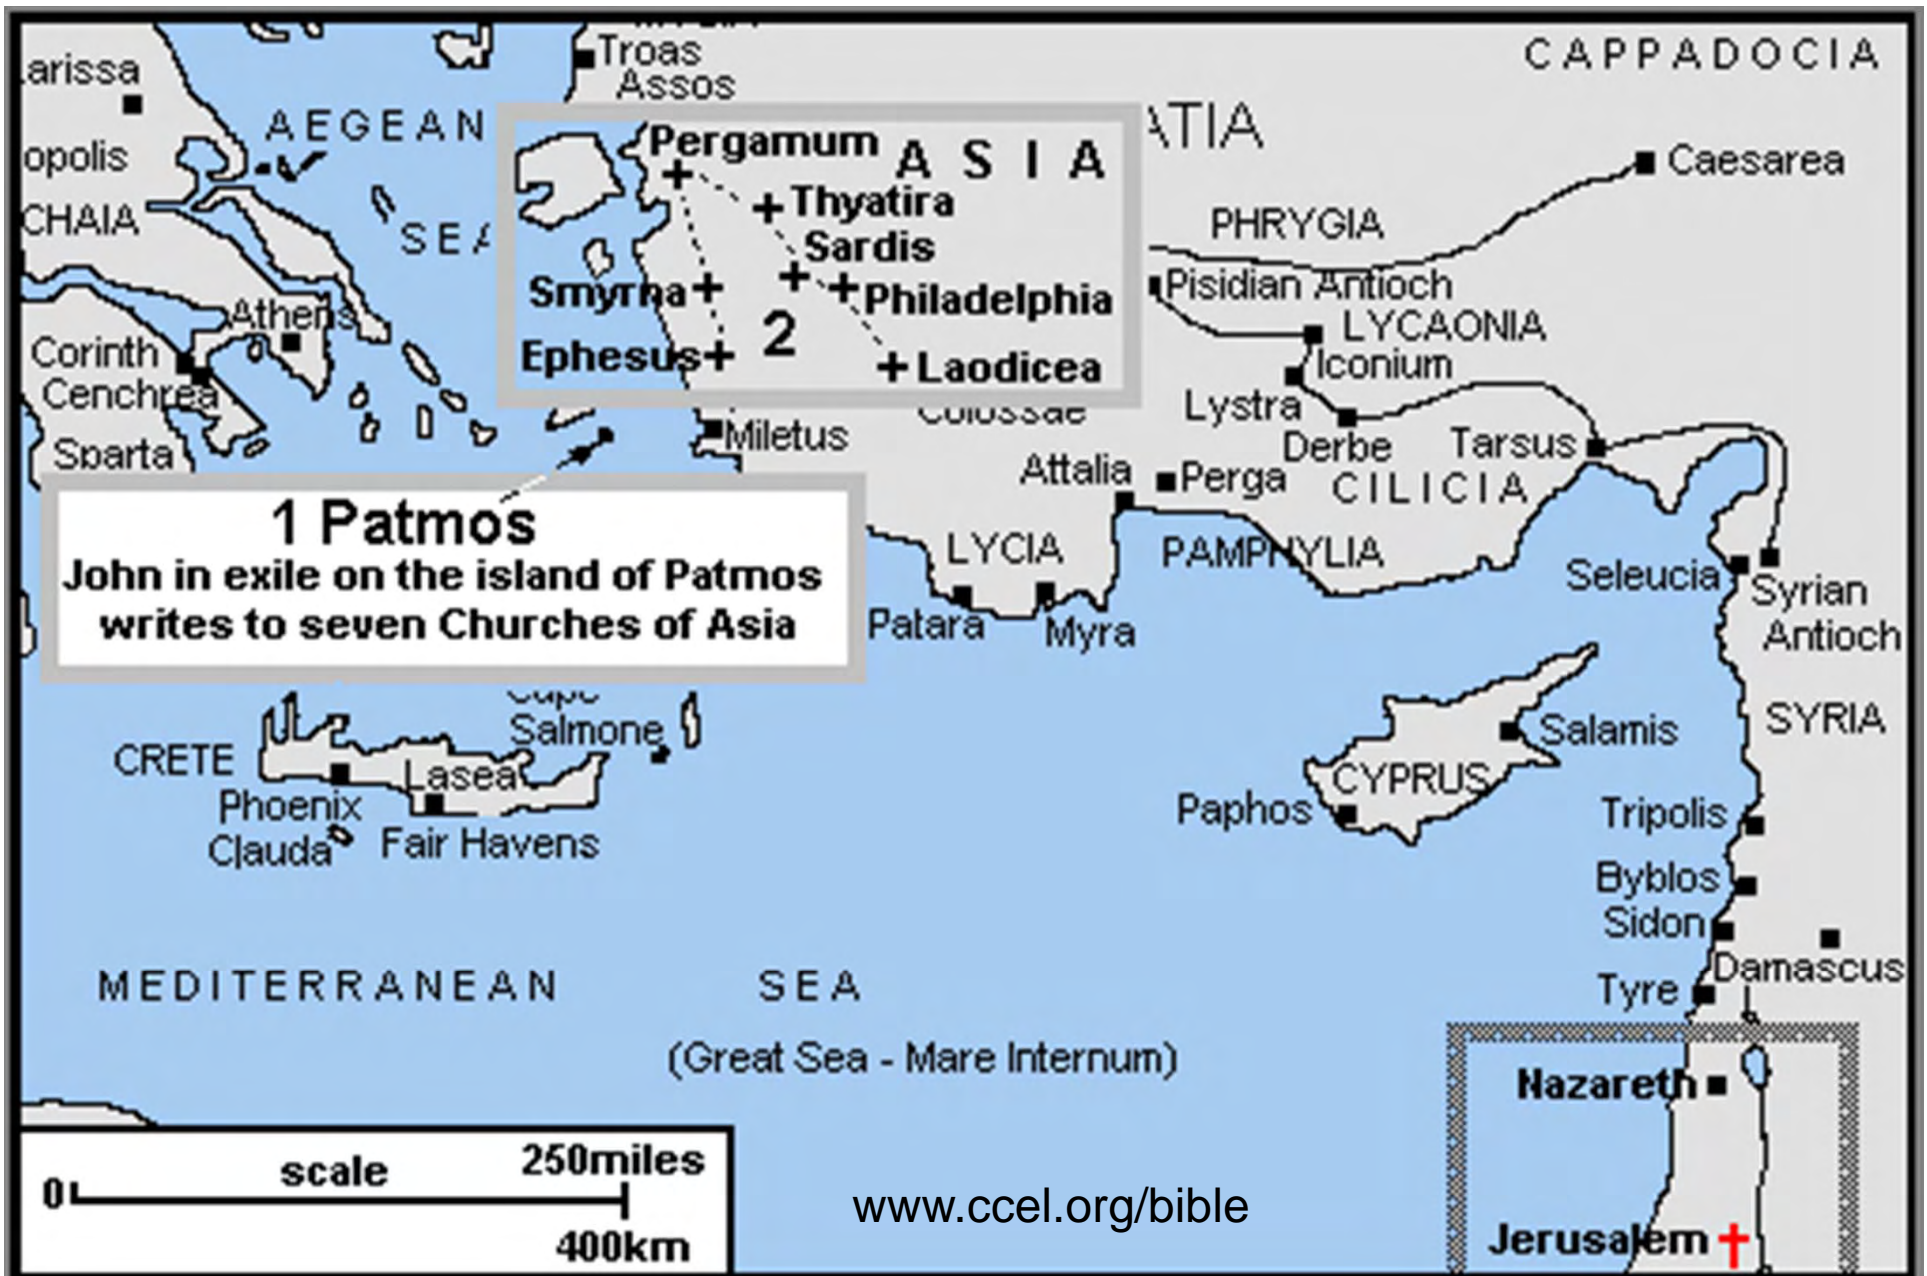 Troas
Assos
CAPPADOCIA
arissa
AEGEAN
SEA
opolis
CHAIA
Pergamum
ASIA
Thyatira
Sardis
Smyrna
Philadelphia
Ephesus
2
Laodicea
ATIA
Caesarea
PHRYGIA
Pisidian Antioch
LYCAONIA
Iconium
Lystra
Derbe
Tarsus
CILICIA
Athens
Corinth
Cenchrea
Sparta
Miletus
Colossae
Attalia
Perga
1 Patmos
John in exile on the island of Patmos
writes to seven Churches of Asia
LYCIA
PAMPHYLIA
Patara
Myra
Seleucia
Syrian
Antioch
SYRIA
Cape
Salmone
CRETE
Lasea
Phoenix
Clauda
Fair Havens
Salamis
CYPRUS
Paphos
Tripolis
Byblos
Sidon
Damascus
Tyre
MEDITERRANEAN SEA
(Great Sea - Mare Internum)
Nazareth
Jerusalem
scale
250miles
0
400km
www.ccel.org/bible